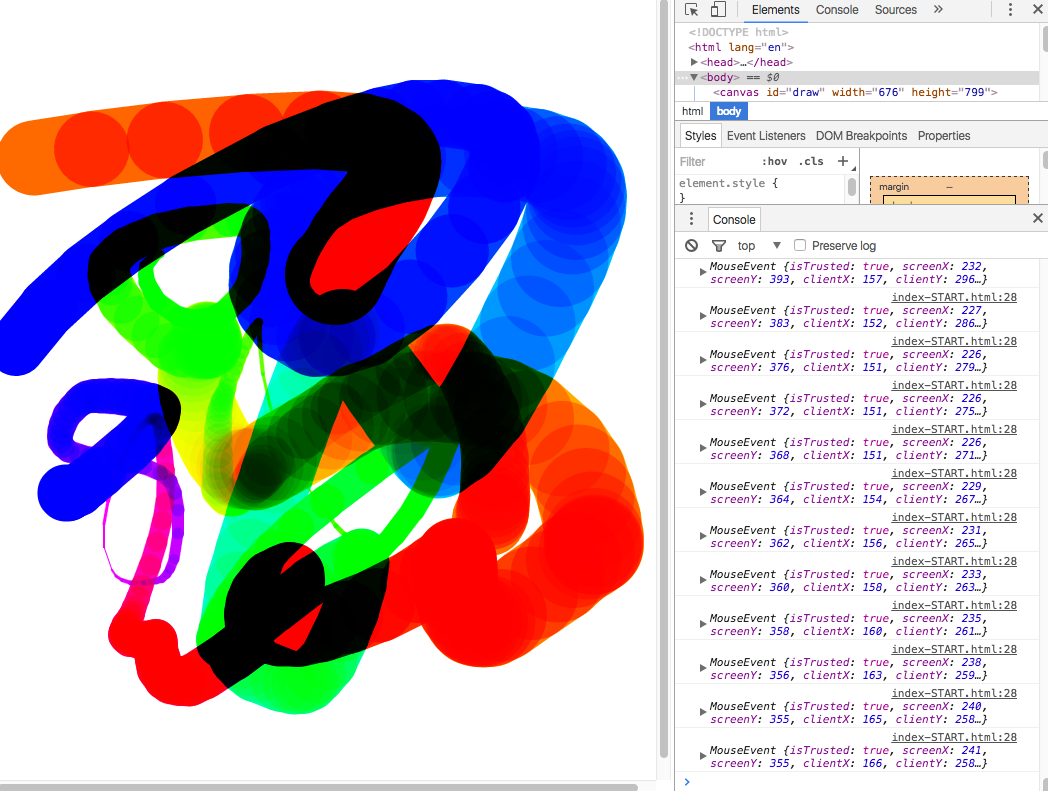 Elements Console Sources »
<!DOCTYPE html>
<html lang="en">
▶<head>…</head>
…▼<body> == $0
<canvas id="draw" width="676" height="799">
html body
Styles Event Listeners DOM Breakpoints Properties
Filter :hov .cls +
element.style {
}
margin –
Console
top ▼ Preserve log
MouseEvent {isTrusted: true, screenX: 232,
screenY: 393, clientX: 157, clientY: 296…}
index-START.html:28
MouseEvent {isTrusted: true, screenX: 227,
screenY: 383, clientX: 152, clientY: 286…}
index-START.html:28
MouseEvent {isTrusted: true, screenX: 226,
screenY: 376, clientX: 151, clientY: 279…}
index-START.html:28
MouseEvent {isTrusted: true, screenX: 226,
screenY: 372, clientX: 151, clientY: 275…}
index-START.html:28
MouseEvent {isTrusted: true, screenX: 226,
screenY: 368, clientX: 151, clientY: 271…}
index-START.html:28
MouseEvent {isTrusted: true, screenX: 229,
screenY: 364, clientX: 154, clientY: 267…}
index-START.html:28
MouseEvent {isTrusted: true, screenX: 231,
screenY: 362, clientX: 156, clientY: 265…}
index-START.html:28
MouseEvent {isTrusted: true, screenX: 233,
screenY: 360, clientX: 158, clientY: 263…}
index-START.html:28
MouseEvent {isTrusted: true, screenX: 235,
screenY: 358, clientX: 160, clientY: 261…}
index-START.html:28
MouseEvent {isTrusted: true, screenX: 238,
screenY: 356, clientX: 163, clientY: 259…}
index-START.html:28
MouseEvent {isTrusted: true, screenX: 240,
screenY: 355, clientX: 165, clientY: 258…}
index-START.html:28
MouseEvent {isTrusted: true, screenX: 241,
screenY: 355, clientX: 166, clientY: 258…}